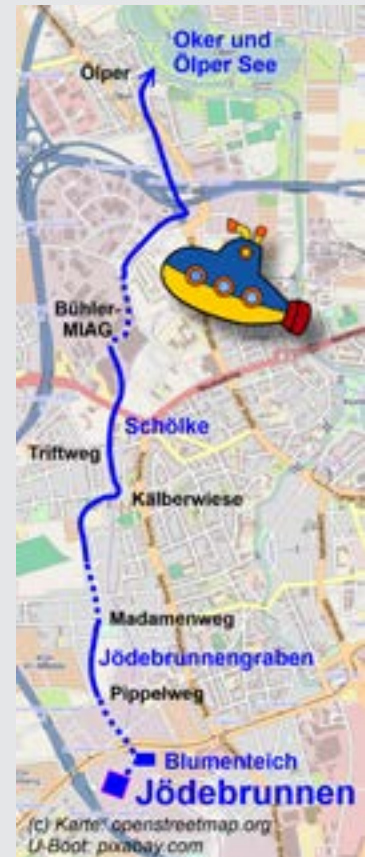 Oker und
Ölper See
Ölper
Bühler-
MIAG
Schölke
Triftweg
Kälberwiese
Madamenweg
Jödebrunnengraben
Pippelweg
Blumenteich
Jödebrunnen
(c) Karte: openstreetmap.org
U-Boot: pixabay.com